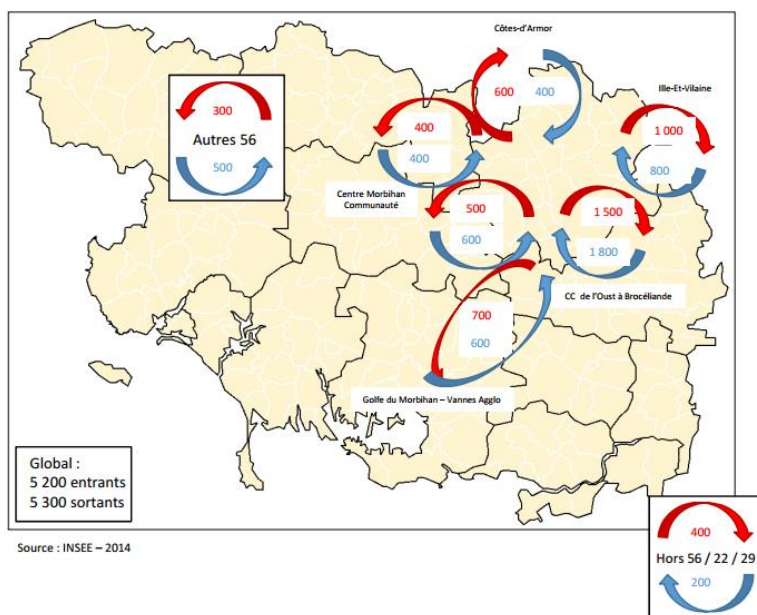 Côtes-d’Armor
600
400
Ille-Et-Vilaine
300
Autres 56
500
400
400
1 000
800
Centre Morbihan
Communauté
500
600
1 500
1 800
CC de l’Oust à Brocéliande
700
600
Golfe du Morbihan – Vannes Agglo
Global :
5 200 entrants
5 300 sortants
400
Hors 56 / 22 / 29
200
Source : INSEE – 2014